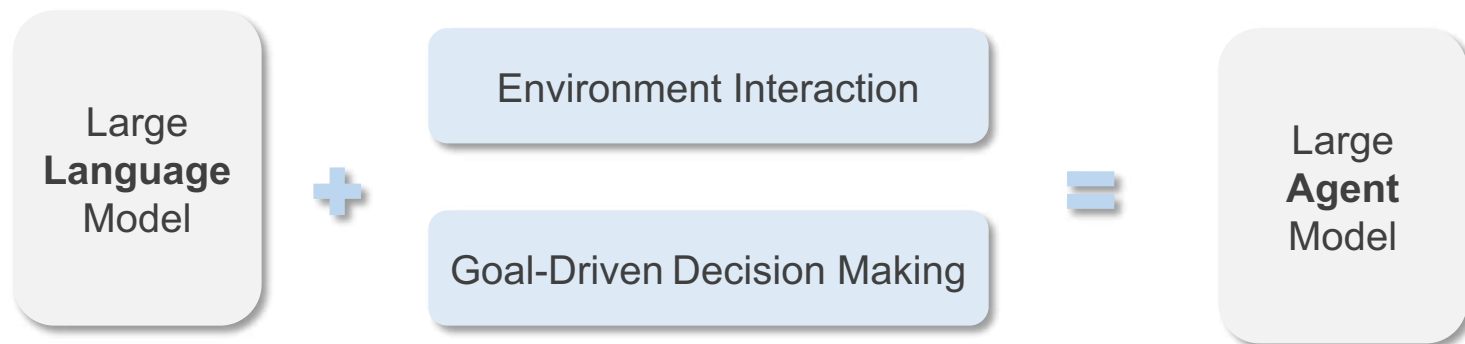 Large
Language
Model
Environment Interaction
Goal-Driven Decision Making
Large
Agent
Model